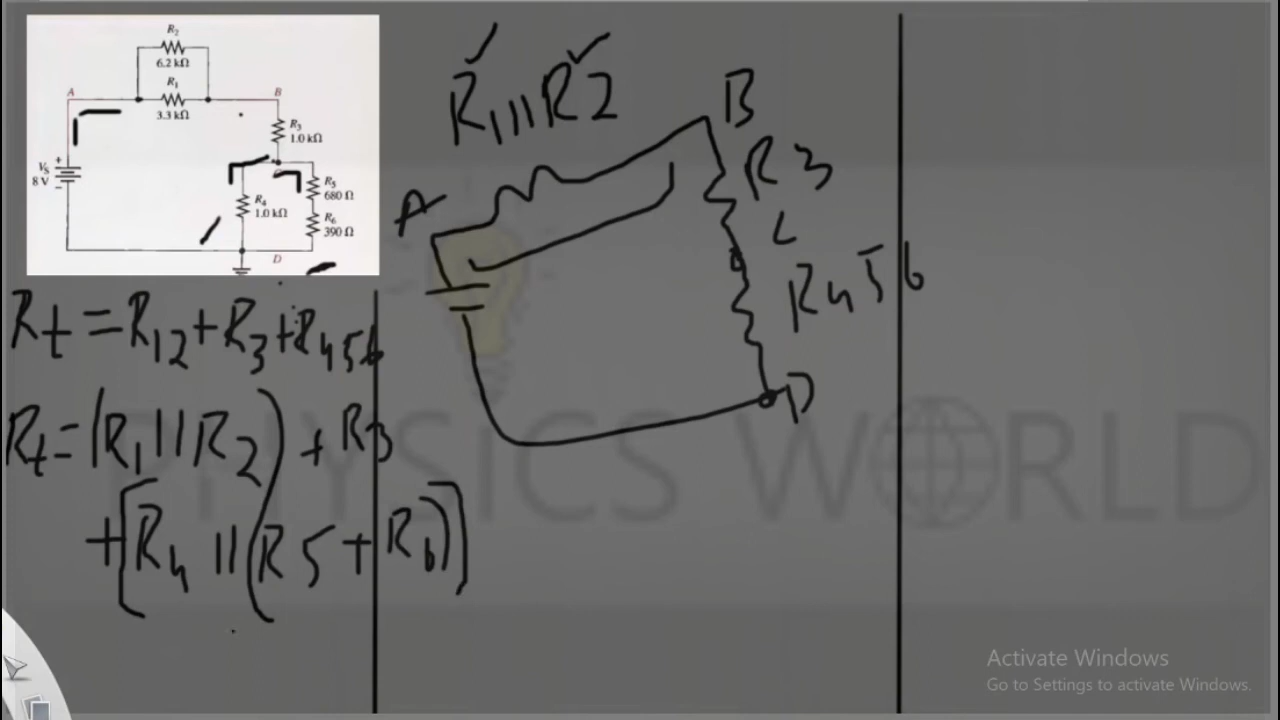 R2
6.2 kΩ
A
R1
B
3.3 kΩ
R3
1.0 kΩ
VS
+
8 V
−
R5
680 Ω
R4
1.0 kΩ
R6
390 Ω
D
Rt = R12 + R3 + R456
Rt = (R1 || R2) + R3
+ [R4 || (R5 + R6)]
R1 || R2
B
A
R3
C
R456
D
PHYSICS WORLD
Activate Windows
Go to Settings to activate Windows.